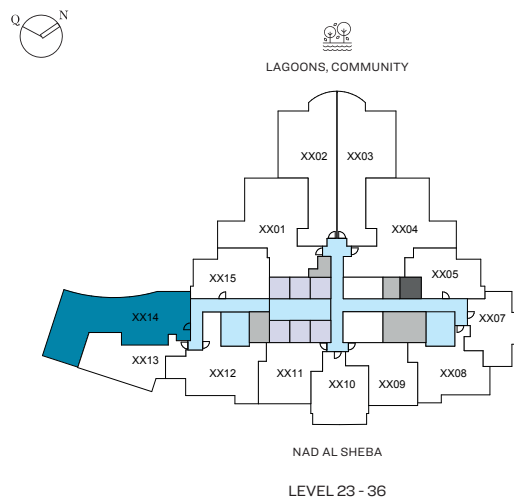 Q N
LAGOONS, COMMUNITY
XX02 XX03
XX01 XX04
XX15 XX05
XX14 XX07
XX13 XX12 XX11 XX10 XX09 XX08
NAD AL SHEBA
LEVEL 23 - 36